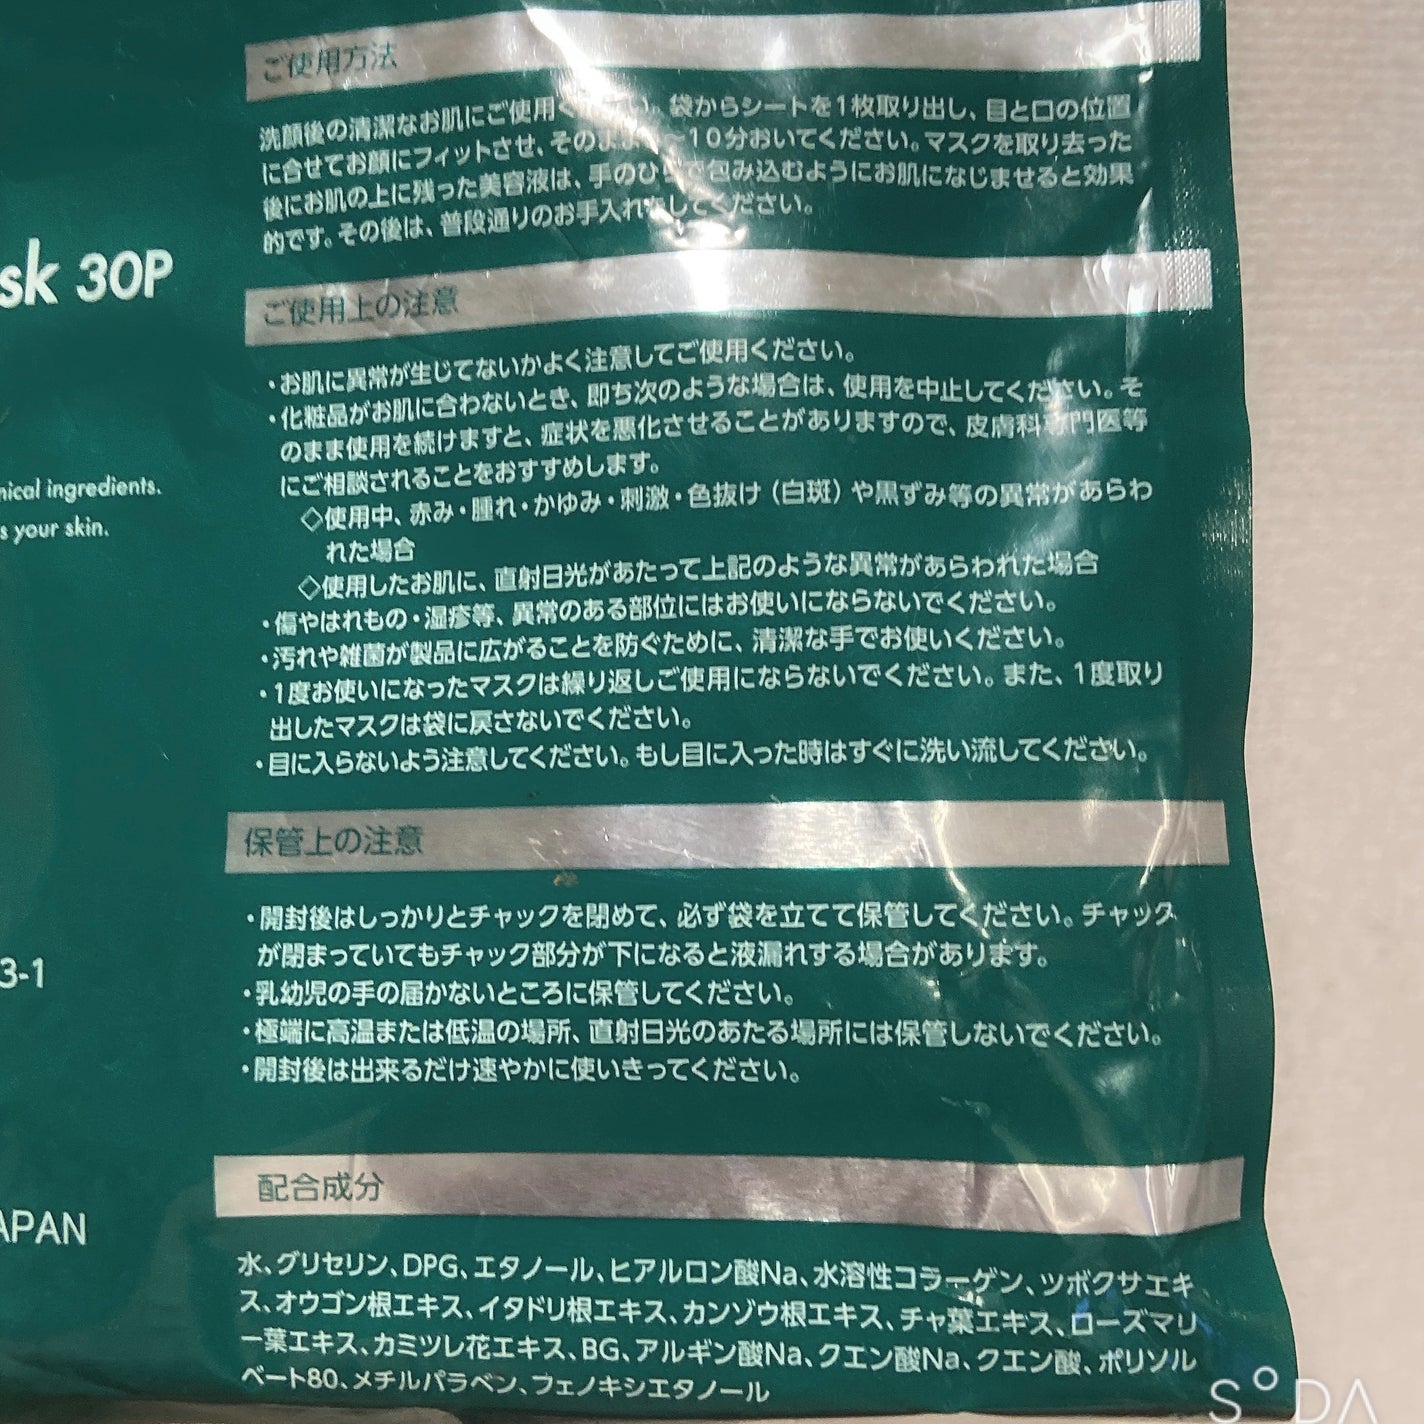 ご使用方法
洗顔後の清潔なお肌にご使用く さい。袋からシートを1枚取り出し、目と口の位置
に合せてお顔にフィットさせ、そのまま ～10分おいてください。マスクを取り去った
後にお肌の上に残った美容液は、手のひらで包み込むようにお肌になじませると効果
的です。その後は、普段通りのお手入れをしてください。
sk 30P
ご使用上の注意
・お肌に異常が生じてないかよく注意してご使用ください。
・化粧品がお肌に合わないとき、即ち次のような場合は、使用を中止してください。そ
のまま使用を続けますと、症状を悪化させることがありますので、皮膚科専門医等
にご相談されることをおすすめします。
◇使用中、赤み・腫れ・かゆみ・刺激・色抜け（白斑）や黒ずみ等の異常があらわ
れた場合
◇使用したお肌に、直射日光があたって上記のような異常があらわれた場合
・傷やはれもの・湿疹等、異常のある部位にはお使いにならないでください。
・汚れや雑菌が製品に広がることを防ぐために、清潔な手でお使いください。
・1度お使いになったマスクは繰り返しご使用にならないでください。また、1度取り
出したマスクは袋に戻さないでください。
・目に入らないよう注意してください。もし目に入った時はすぐに洗い流してください。
nical ingredients.
s your skin.
保管上の注意
・開封後はしっかりとチャックを閉めて、必ず袋を立てて保管してください。チャック
が閉まっていてもチャック部分が下になると液漏れする場合があります。
・乳幼児の手の届かないところに保管してください。
・極端に高温または低温の場所、直射日光のあたる場所には保管しないでください。
・開封後は出来るだけ速やかに使いきってください。
3-1
APAN
配合成分
水、グリセリン、DPG、エタノール、ヒアルロン酸Na、水溶性コラーゲン、ツボクサエキ
ス、オウゴン根エキス、イタドリ根エキス、カンゾウ根エキス、チャ葉エキス、ローズマリ
ー葉エキス、カミツレ花エキス、BG、アルギン酸Na、クエン酸Na、クエン酸、ポリソル
ベート80、メチルパラベン、フェノキシエタノール
SODA